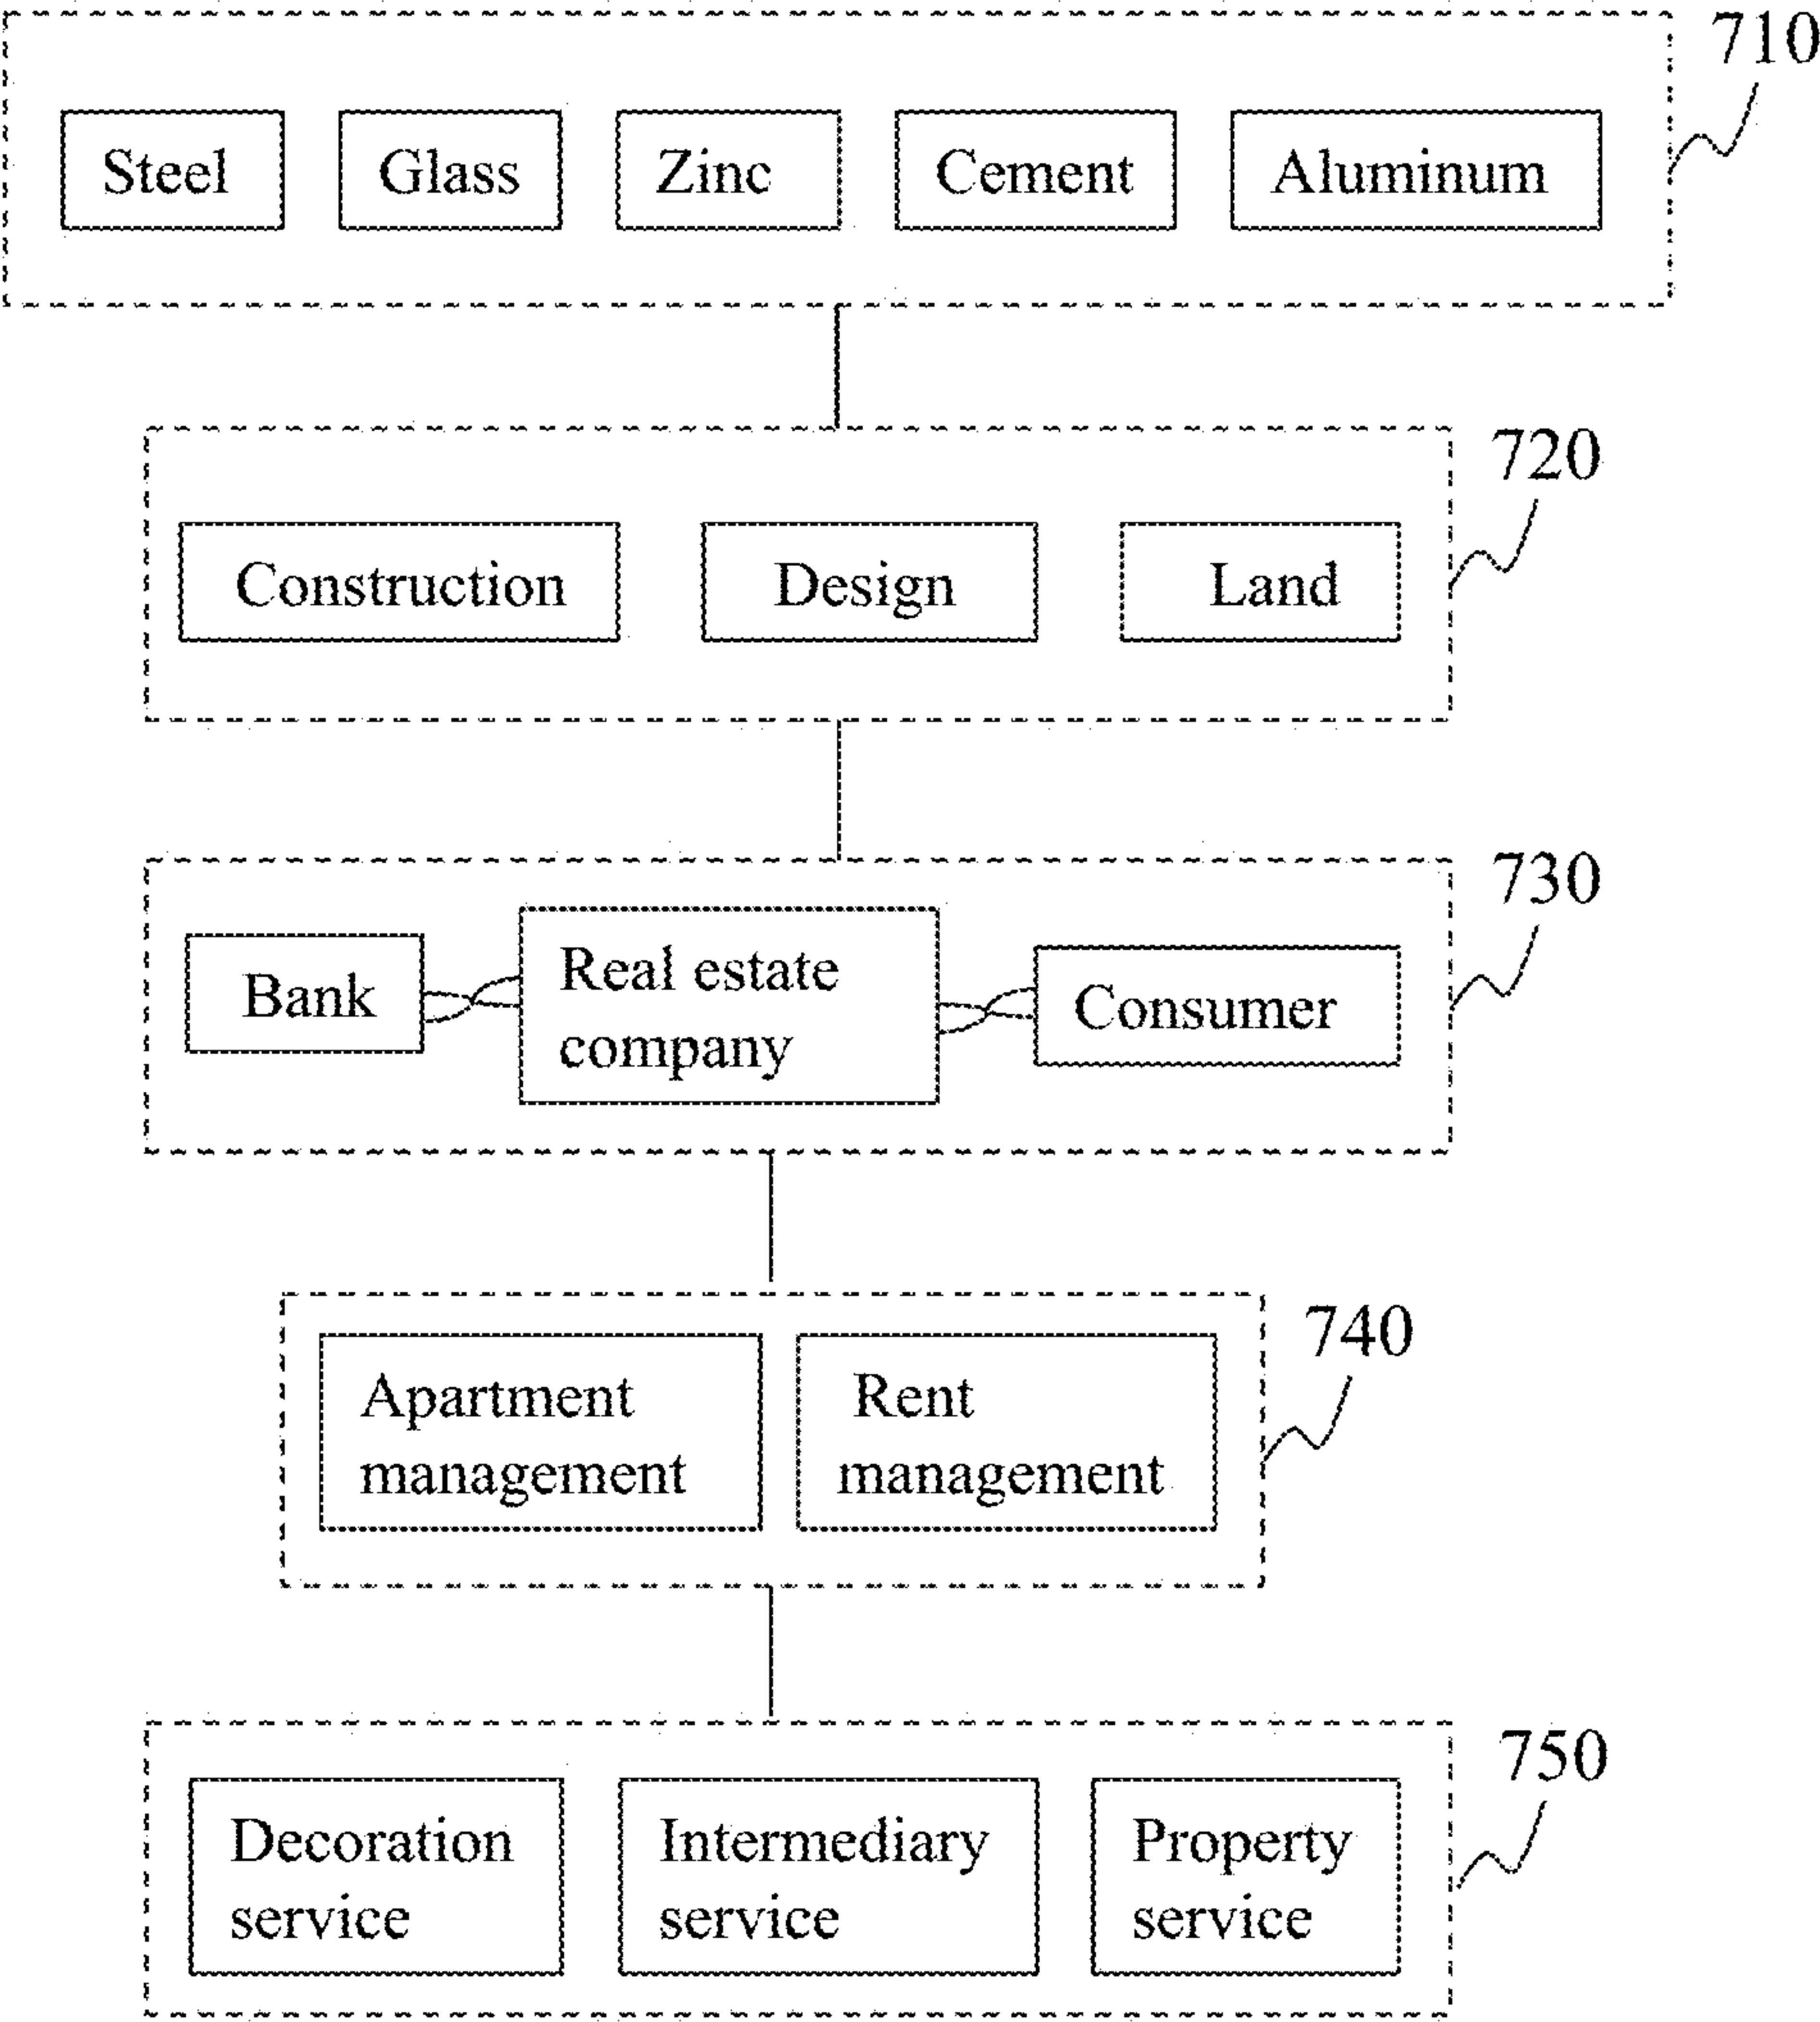 710
Steel Glass Zinc Cement Aluminum
720
Construction Design Land
730
Bank
Real estate
company
Consumer
740
Apartment
management
Rent
management
750
Decoration
service
Intermediary
service
Property
service